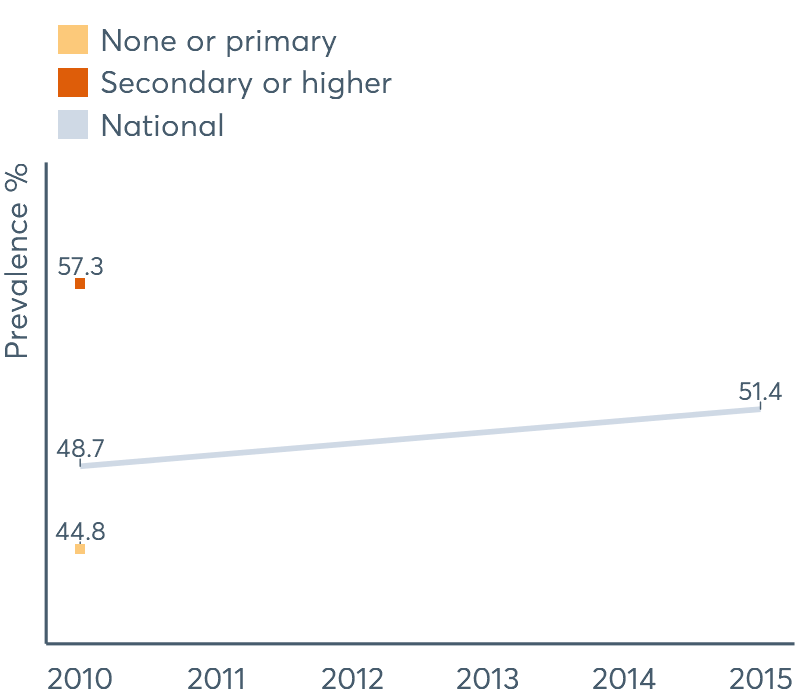 None or primary
Secondary or higher
National
Prevalence %
57.3
51.4
48.7
44.8
2010 2011 2012 2013 2014 2015